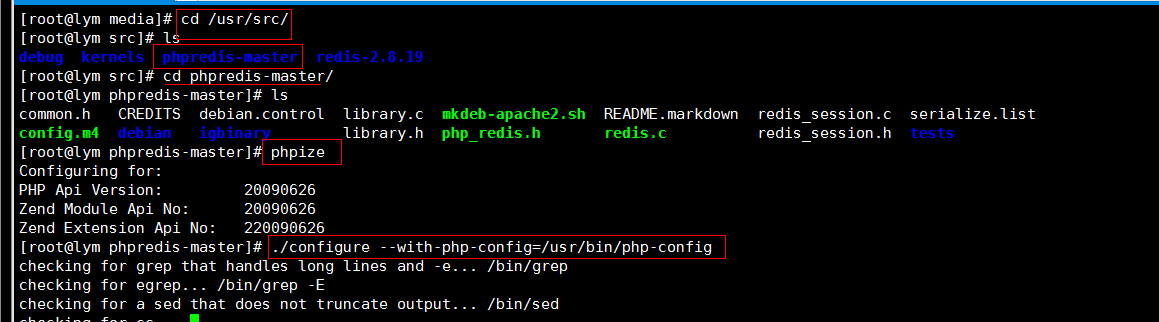 [root@lym media]# cd /usr/src/
[root@lym src]# ls
debug  kernels  phpredis-master  redis-2.8.19
[root@lym src]# cd phpredis-master/
[root@lym phpredis-master]# ls
common.h   CREDITS  debian.control  library.c  mkdeb-apache2.sh  README.markdown  redis_session.c  serialize.list
config.m4  debian   igbinary        library.h  php_redis.h       redis.c          redis_session.h  tests
[root@lym phpredis-master]# phpize
Configuring for:
PHP Api Version:         20090626
Zend Module Api No:      20090626
Zend Extension Api No:   220090626
[root@lym phpredis-master]# ./configure --with-php-config=/usr/bin/php-config
checking for grep that handles long lines and -e... /bin/grep
checking for egrep... /bin/grep -E
checking for a sed that does not truncate output... /bin/sed
checking for cc...